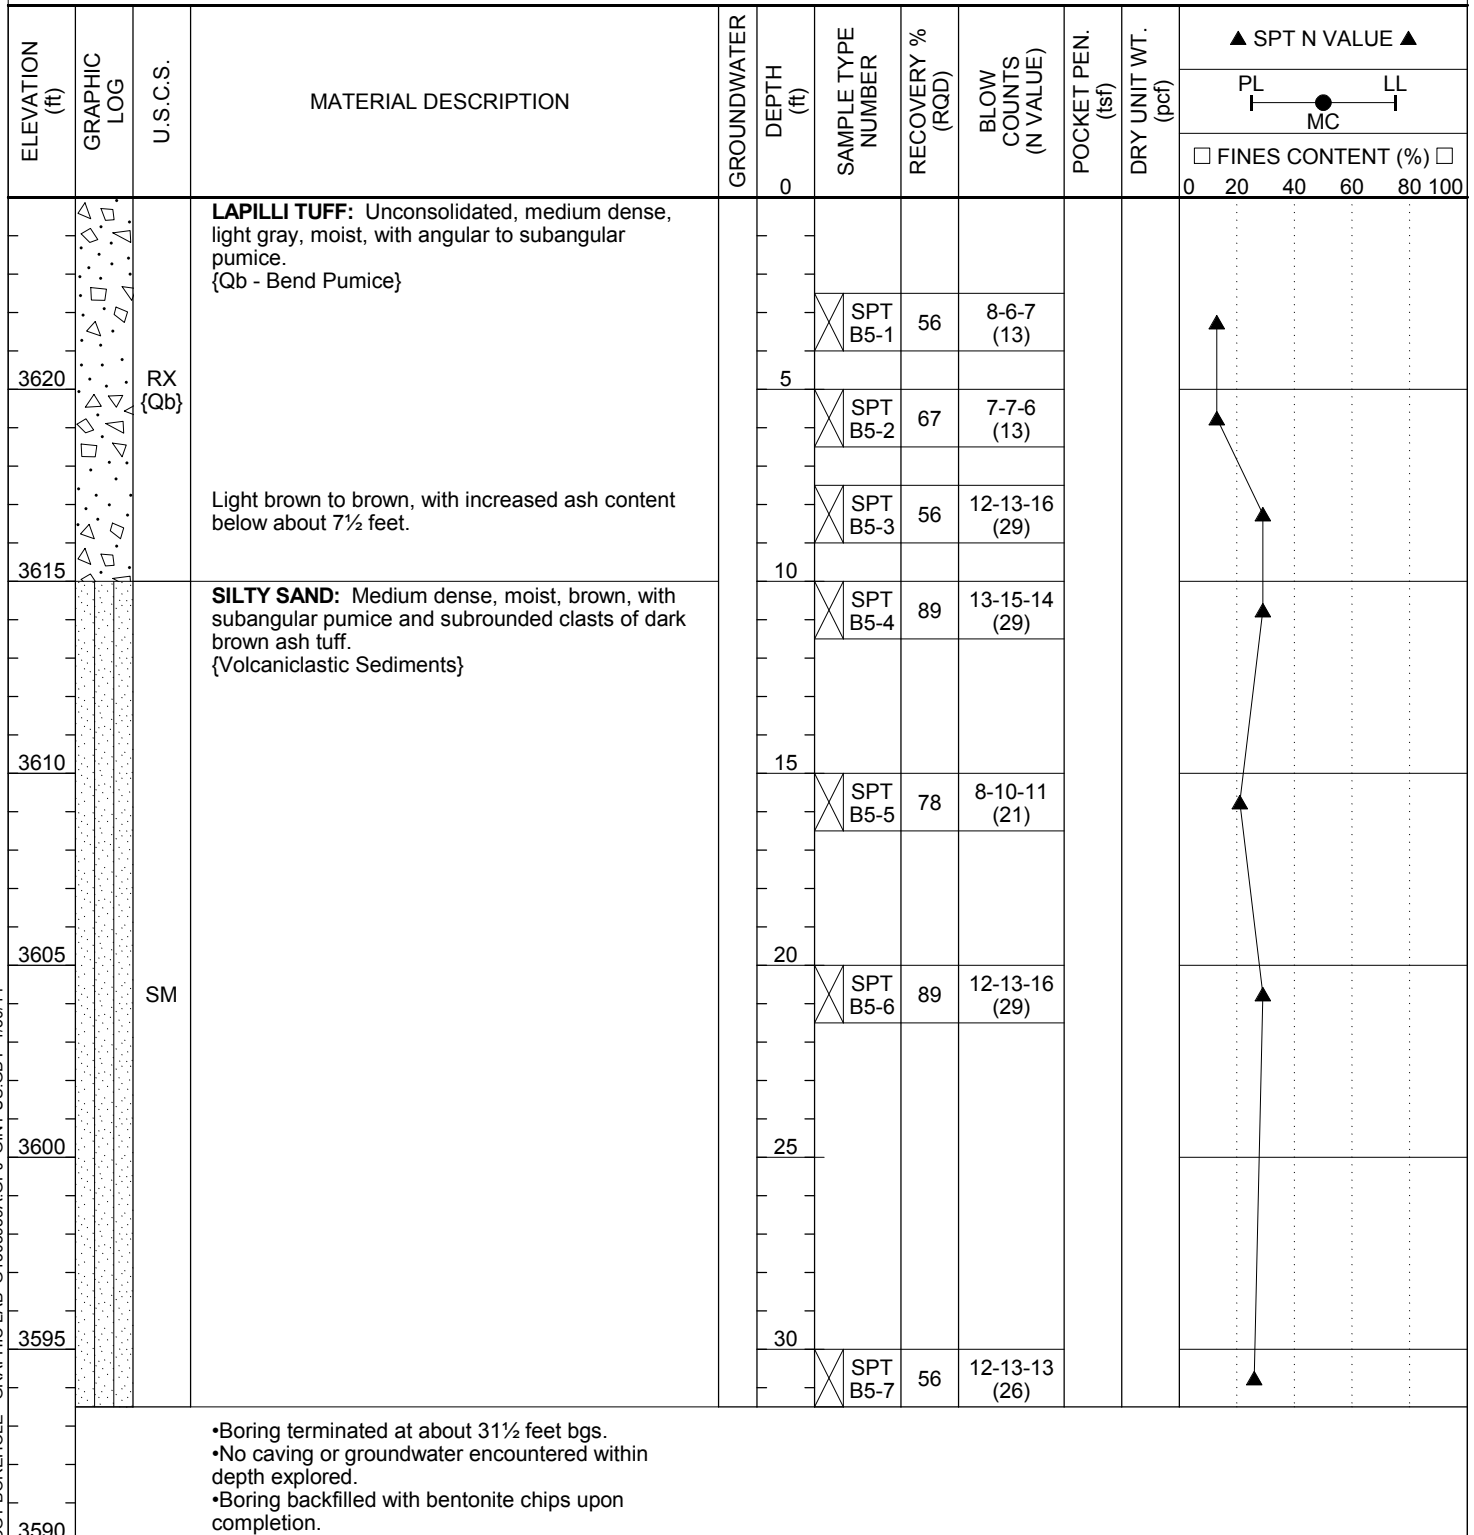 ELEVATION
(ft)
GRAPHIC
LOG
U.S.C.S.
MATERIAL DESCRIPTION
GROUNDWATER
DEPTH
(ft)
0
SAMPLE TYPE
NUMBER
RECOVERY %
(RQD)
BLOW
COUNTS
(N VALUE)
POCKET PEN.
(tsf)
DRY UNIT WT.
(pcf)
▲ SPT N VALUE ▲
PL LL
MC
□ FINES CONTENT (%) □
0 20 40 60 80 100
LAPILLI TUFF: Unconsolidated, medium dense,
light gray, moist, with angular to subangular
pumice.
{Qb - Bend Pumice}
SPT
B5-1
56
8-6-7
(13)
3620
RX
{Qb}
5
SPT
B5-2
67
7-7-6
(13)
Light brown to brown, with increased ash content
below about 7½ feet.
SPT
B5-3
56
12-13-16
(29)
3615
10
SILTY SAND: Medium dense, moist, brown, with
subangular pumice and subrounded clasts of dark
brown ash tuff.
{Volcaniclastic Sediments}
SPT
B5-4
89
13-15-14
(29)
3610
15
SPT
B5-5
78
8-10-11
(21)
3605
20
SM
SPT
B5-6
89
12-13-16
(29)
3600
25
3595
30
SPT
B5-7
56
12-13-13
(26)
•Boring terminated at about 31½ feet bgs.
•No caving or groundwater encountered within
depth explored.
•Boring backfilled with bentonite chips upon
completion.
3590